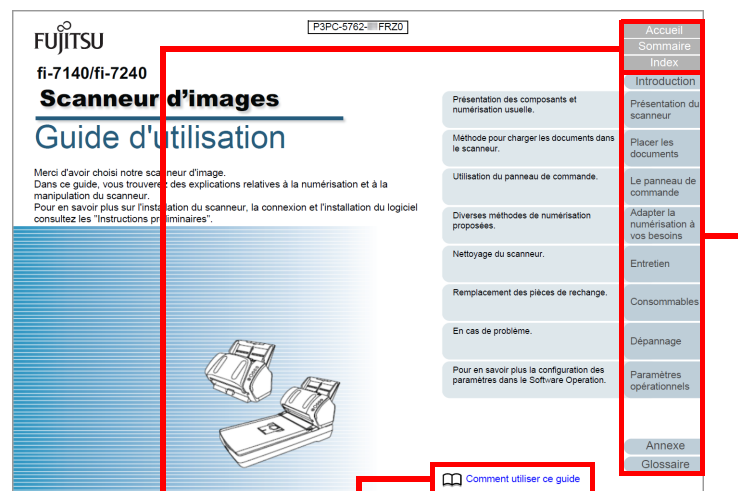 P3PC-5762- FRZ0
FUJITSU
fi-7140/fi-7240
Scanneur d'images
Guide d'utilisation
Merci d'avoir choisi notre scanneur d'image.
Dans ce guide, vous trouverez des explications relatives à la numérisation et à la
manipulation du scanneur.
Pour en savoir plus sur l'installation du scanneur, la connexion et l'installation du logiciel
consultez les "Instructions préliminaires".
Accueil
Sommaire
Index
Introduction
Présentation des composants et
numérisation usuelle.
Présentation du
scanneur
Méthode pour charger les documents dans
le scanneur.
Placer les
documents
Utilisation du panneau de commande.
Le panneau de
commande
Diverses méthodes de numérisation
proposées.
Adapter la
numérisation à
vos besoins
Nettoyage du scanneur.
Entretien
Remplacement des pièces de rechange.
Consommables
En cas de problème.
Dépannage
Pour en savoir plus la configuration des
paramètres dans le Software Operation.
Paramètres
opérationnels
Annexe
Glossaire
Comment utiliser ce guide